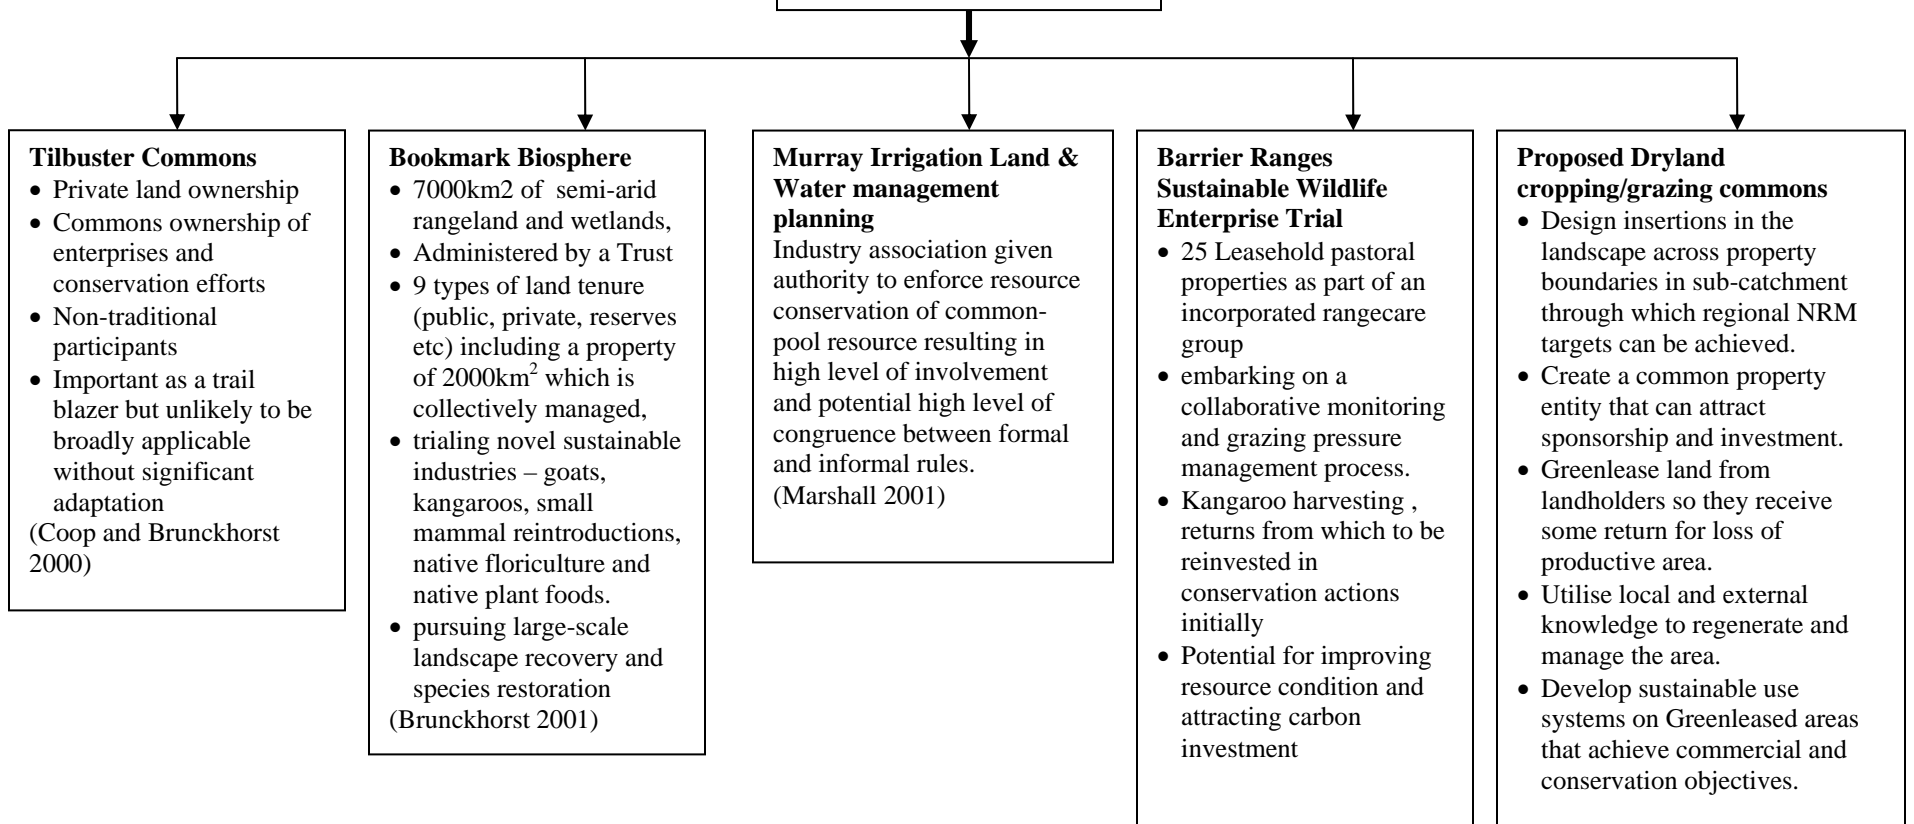 Tilbuster Commons
• Private land ownership
• Commons ownership of
enterprises and
conservation efforts
• Non-traditional
participants
• Important as a trail
blazer but unlikely to be
broadly applicable
without significant
adaptation
(Coop and Brunckhorst
2000)
Bookmark Biosphere
• 7000km2 of  semi-arid
rangeland and wetlands,
• Administered by a Trust
• 9 types of land tenure
(public, private, reserves
etc) including a property
of 2000km² which is
collectively managed,
• trialing novel sustainable
industries – goats,
kangaroos, small
mammal reintroductions,
native floriculture and
native plant foods.
• pursuing large-scale
landscape recovery and
species restoration
(Brunckhorst 2001)
Murray Irrigation Land &
Water management
planning
Industry association given
authority to enforce resource
conservation of common-
pool resource resulting in
high level of involvement
and potential high level of
congruence between formal
and informal rules.
(Marshall 2001)
Barrier Ranges
Sustainable Wildlife
Enterprise Trial
• 25 Leasehold pastoral
properties as part of an
incorporated rangecare
group
• embarking on a
collaborative monitoring
and grazing pressure
management process.
• Kangaroo harvesting ,
returns from which to be
reinvested in
conservation actions
initially
• Potential for improving
resource condition and
attracting carbon
investment
Proposed Dryland
cropping/grazing commons
• Design insertions in the
landscape across property
boundaries in sub-catchment
through which regional NRM
targets can be achieved.
• Create a common property
entity that can attract
sponsorship and investment.
• Greenlease land from
landholders so they receive
some return for loss of
productive area.
• Utilise local and external
knowledge to regenerate and
manage the area.
• Develop sustainable use
systems on Greenleased areas
that achieve commercial and
conservation objectives.